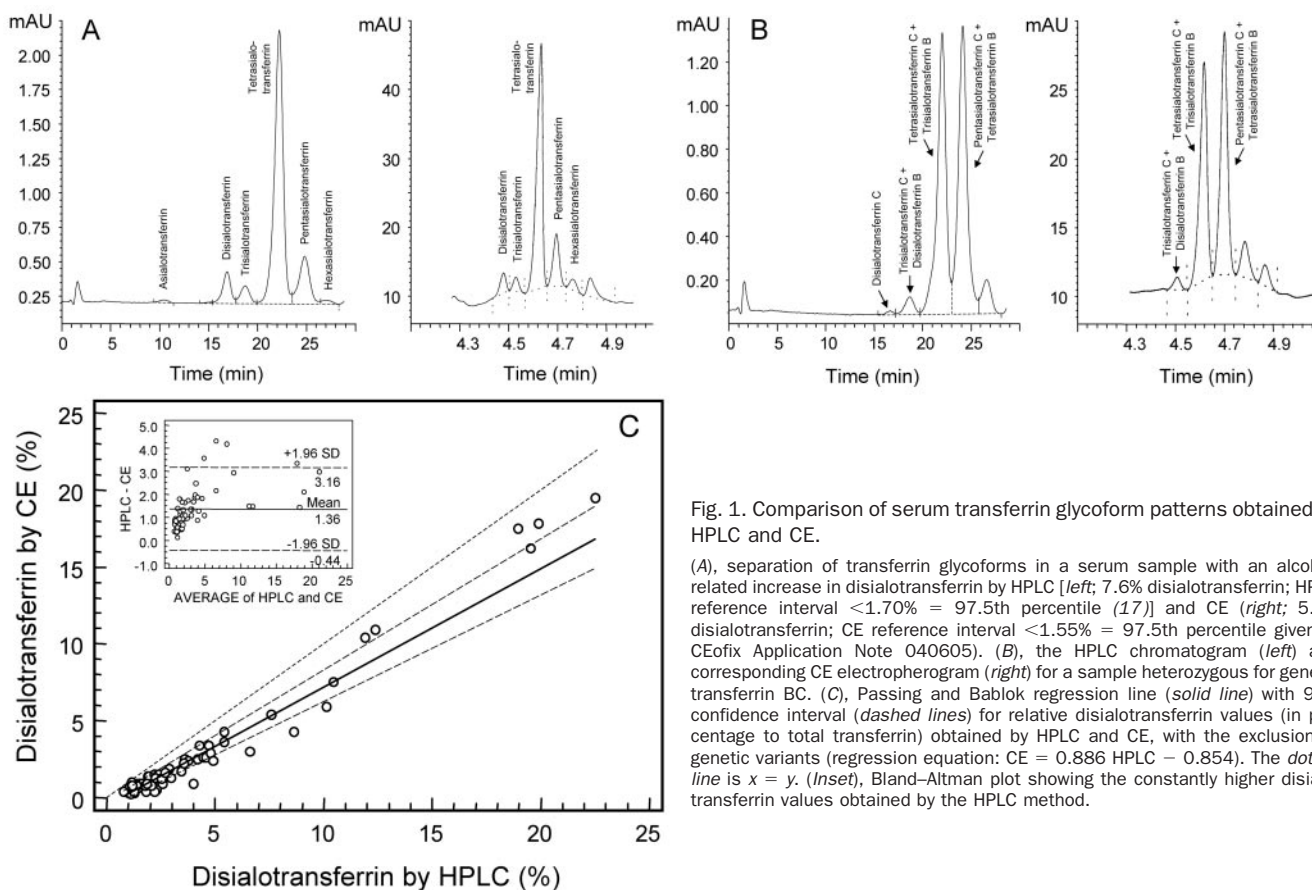 mAU
A
2.00
1.75
1.50
1.25
1.00
0.75
0.50
0.25
Asialotransferrin
Disialotransferrin
Trisialotransferrin
Tetrasialo-
transferrin
Pentasialotransferrin
Hexasialotransferrin
0 5 10 15 20 25
Time (min)
mAU
50
40
30
20
10
Disialotransferrin
Trisialotransferrin
Tetrasialo-
transferrin
Pentasialotransferrin
Hexasialotransferrin
4.3 4.5 4.7 4.9
Time (min)
mAU
B
1.20
1.00
0.80
0.60
0.40
0.20
Disialotransferrin C
Trisialotransferrin C +
Disialotransferrin B
Tetrasialotransferrin C +
Trisialotransferrin B
Pentasialotransferrin C +
Tetrasialotransferrin B
0 5 10 15 20 25
Time (min)
mAU
25
20
15
10
Trisialotransferrin C +
Disialotransferrin B
Tetrasialotransferrin C +
Trisialotransferrin B
Pentasialotransferrin C +
Tetrasialotransferrin B
4.3 4.5 4.7 4.9
Time (min)
C
Disialotransferrin by CE (%)
25
20
15
10
5
0
0 5 10 15 20 25
Disialotransferrin by HPLC (%)
HPLC - CE
5.0
4.0
3.0
2.0
1.0
0.0
-1.0
+1.96 SD
3.16
Mean
1.36
-1.96 SD
-0.44
0 5 10 15 20 25
AVERAGE of HPLC and CE
Fig. 1. Comparison of serum transferrin glycoform patterns obtained
HPLC and CE.
(A), separation of transferrin glycoforms in a serum sample with an alcol
related increase in disialotransferrin by HPLC [left; 7.6% disialotransferrin; HP
reference interval <1.70% = 97.5th percentile (17)] and CE (right; 5.
disialotransferrin; CE reference interval <1.55% = 97.5th percentile given
CEofix Application Note 040605). (B), the HPLC chromatogram (left) a
corresponding CE electropherogram (right) for a sample heterozygous for gene
transferrin BC. (C), Passing and Bablok regression line (solid line) with 9
confidence interval (dashed lines) for relative disialotransferrin values (in p
centage to total transferrin) obtained by HPLC and CE, with the exclusion
genetic variants (regression equation: CE = 0.886 HPLC − 0.854). The dot
line is x = y. (Inset), Bland–Altman plot showing the constantly higher disia
transferrin values obtained by the HPLC method.